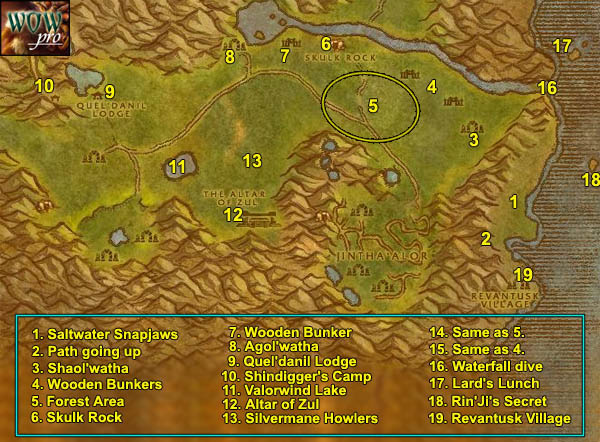 WOW
pro
17
8
7
6
SKULK ROCK
10
9
QUEL'DANIL
LODGE
4
16
5
3
11
13
18
THE ALTAR
OF ZUL
12
1
2
JINTHA'ALOR
19
REVANTUSK
VILLAGE
1. Saltwater Snapjaws
2. Path going up
3. Shaol'watha
4. Wooden Bunkers
5. Forest Area
6. Skulk Rock
7. Wooden Bunker
8. Agol'watha
9. Quel'danil Lodge
10. Shindigger's Camp
11. Valorwind Lake
12. Altar of Zul
13. Silvermane Howlers
14. Same as 5.
15. Same as 4.
16. Waterfall dive
17. Lard's Lunch
18. Rin'Ji's Secret
19. Revantusk Village